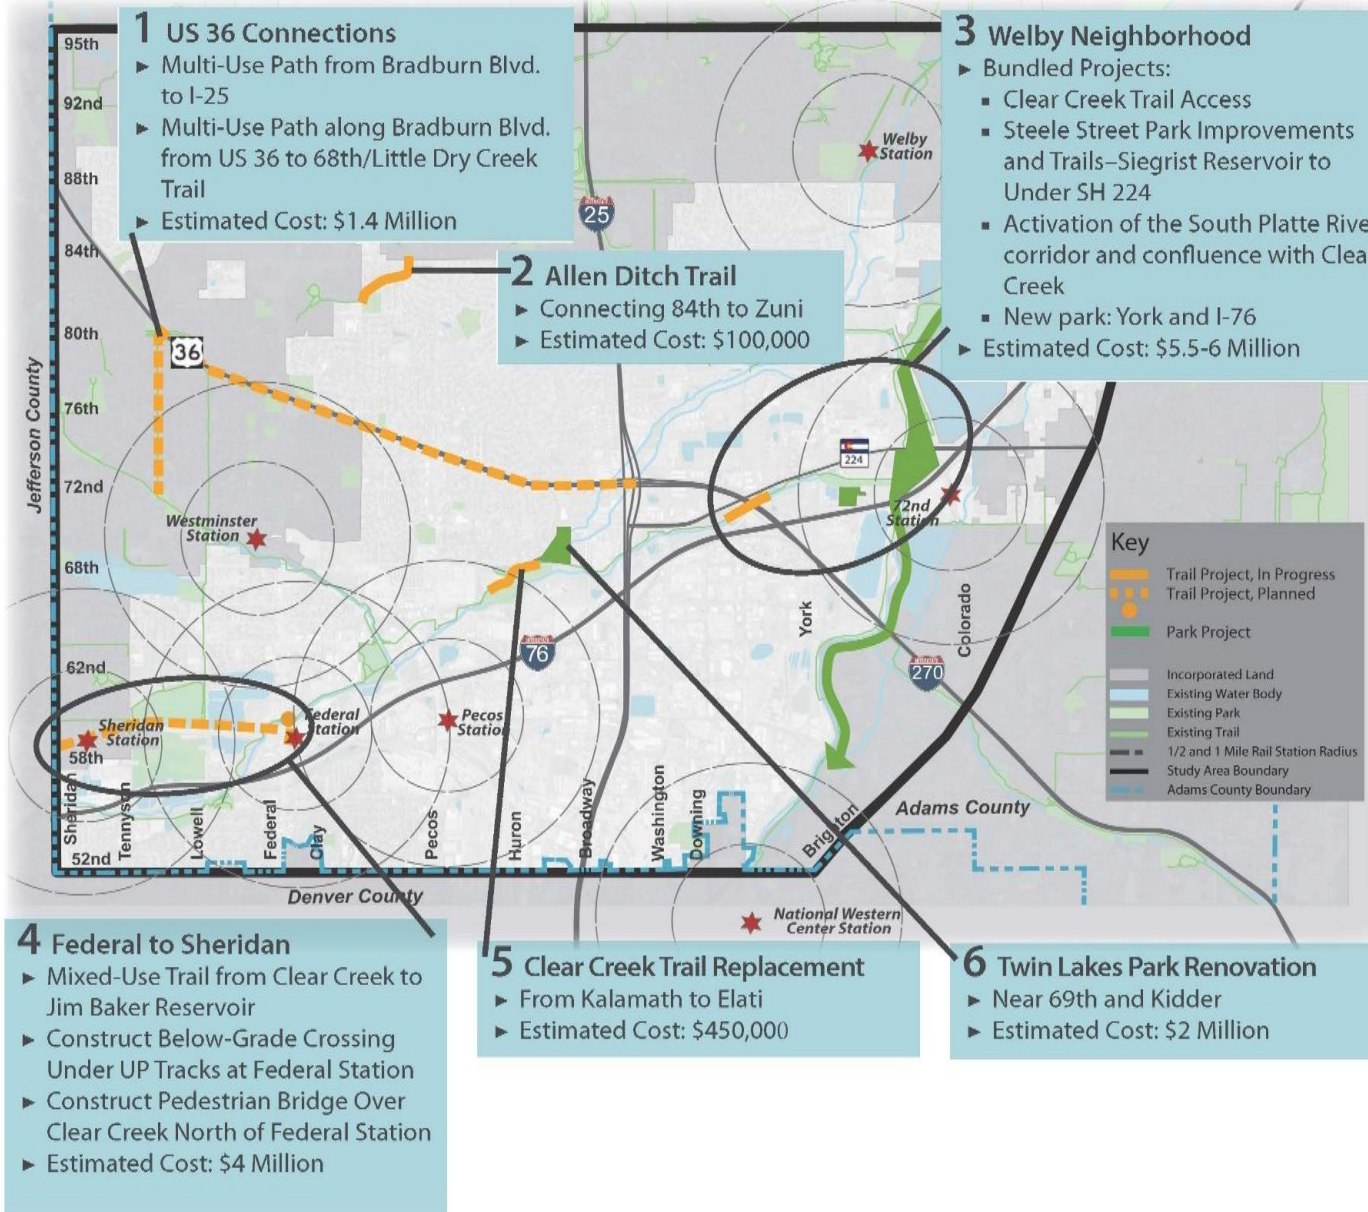 1 US 36 Connections
► Multi-Use Path from Bradburn Blvd.
to I-25
► Multi-Use Path along Bradburn Blvd.
from US 36 to 68th/Little Dry Creek
Trail
► Estimated Cost: $1.4 Million
2 Allen Ditch Trail
► Connecting 84th to Zuni
► Estimated Cost: $100,000
3 Welby Neighborhood
► Bundled Projects:
▪ Clear Creek Trail Access
▪ Steele Street Park Improvements
and Trails–Siegrist Reservoir to
Under SH 224
▪ Activation of the South Platte Rive
corridor and confluence with Clea
Creek
▪ New park: York and I-76
► Estimated Cost: $5.5-6 Million
95th
92nd
88th
84th
80th
76th
72nd
68th
62nd
58th
52nd
Jefferson County
25
36
224
76
270
Welby
Station
72nd
Station
Westminster
Station
Sheridan
Station
Federal
Station
Pecos
Station
National Western
Center Station
Sheridan
Tennyson
Lowell
Federal
Clay
Pecos
Huron
Broadway
Washington
Downing
York
Colorado
Brighton
Adams County
Denver County
Key
Trail Project, In Progress
Trail Project, Planned
Park Project
Incorporated Land
Existing Water Body
Existing Park
Existing Trail
1/2 and 1 Mile Rail Station Radius
Study Area Boundary
Adams County Boundary
4 Federal to Sheridan
► Mixed-Use Trail from Clear Creek to
Jim Baker Reservoir
► Construct Below-Grade Crossing
Under UP Tracks at Federal Station
► Construct Pedestrian Bridge Over
Clear Creek North of Federal Station
► Estimated Cost: $4 Million
5 Clear Creek Trail Replacement
► From Kalamath to Elati
► Estimated Cost: $450,000
6 Twin Lakes Park Renovation
► Near 69th and Kidder
► Estimated Cost: $2 Million